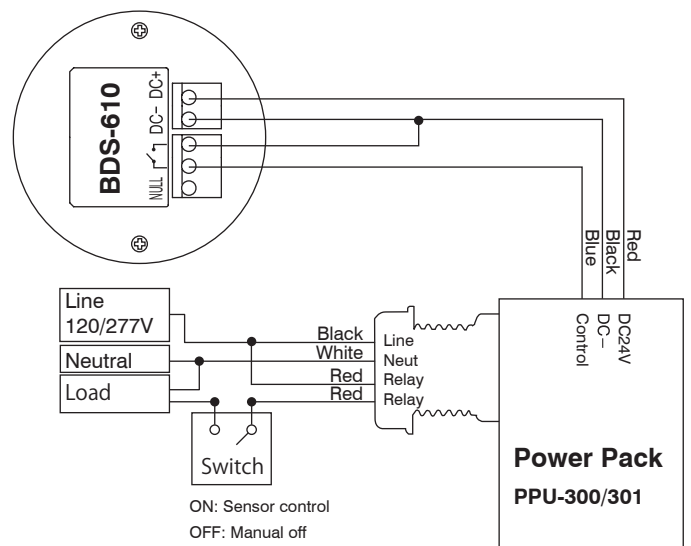 BDS-610
DC+
DC-
NULL
Red
Black
Blue
Line
120/277V
Neutral
Load
Black
White
Red
Red
Line
Neut
Relay
Relay
DC24V
DC-
Control
Switch
Power Pack
PPU-300/301
ON: Sensor control
OFF: Manual off